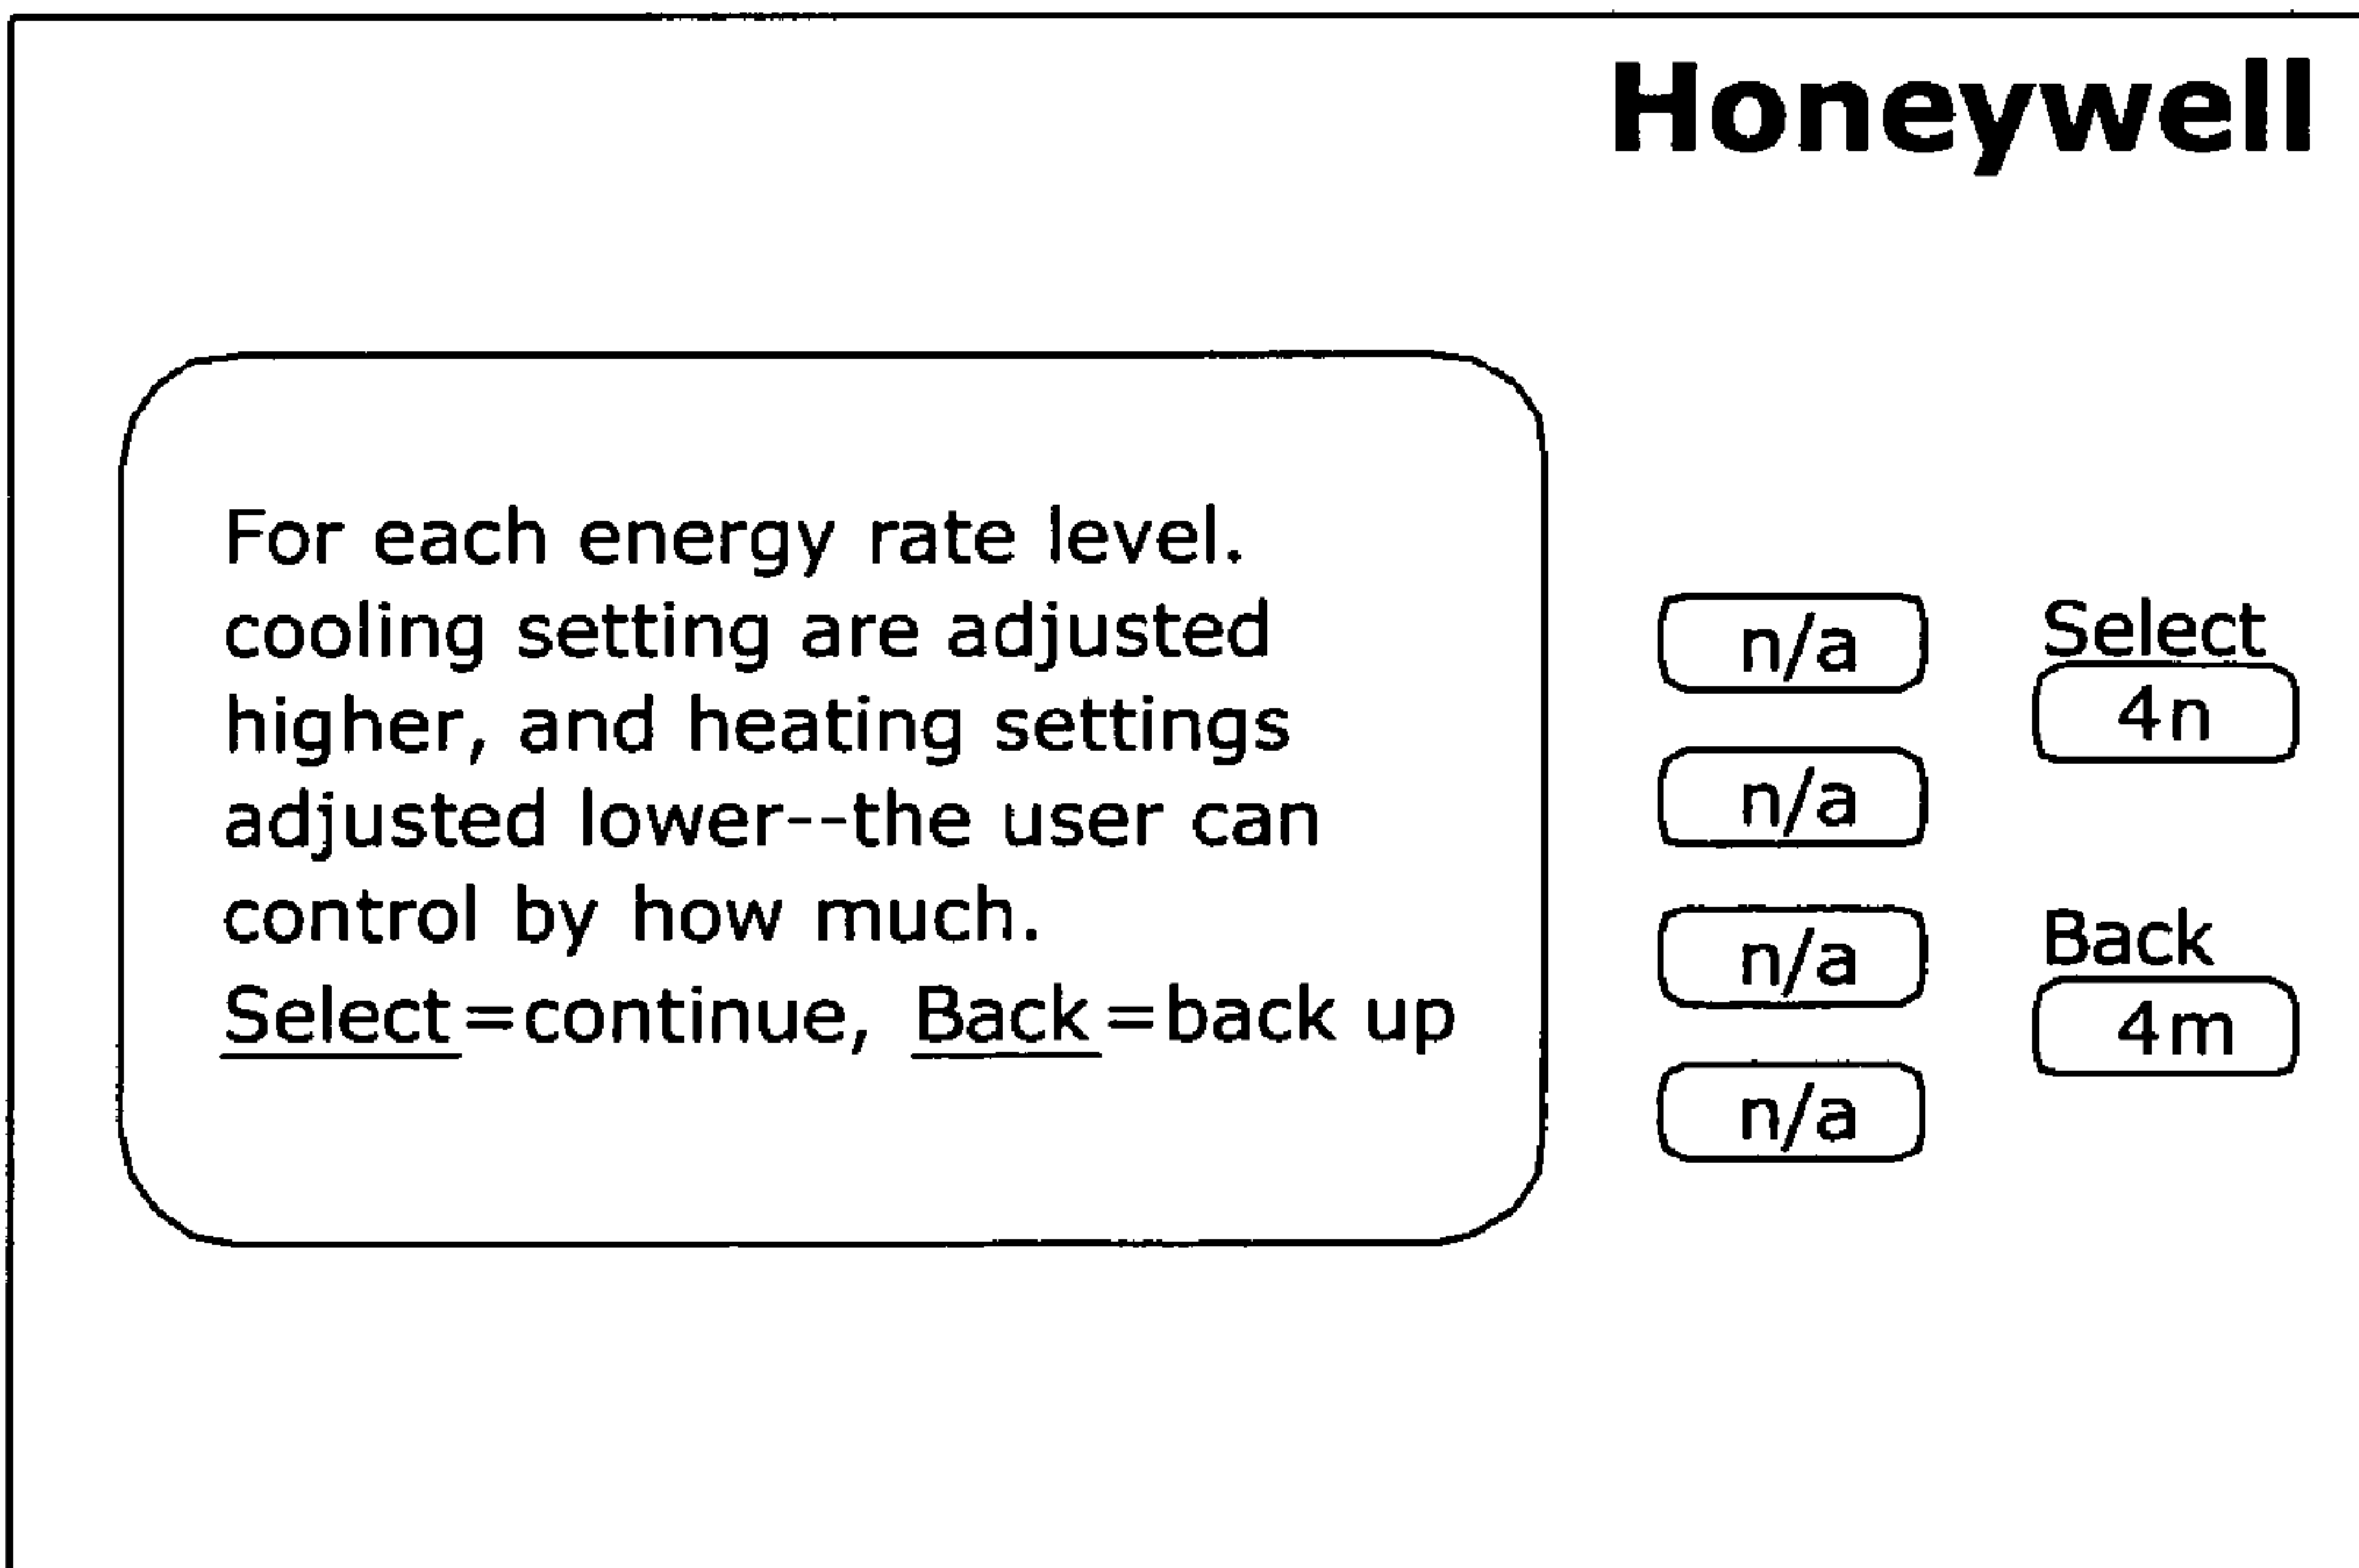 Honeywell
For each energy rate level.
cooling setting are adjusted
higher, and heating settings
adjusted lower--the user can
control by how much.
Select=continue, Back=back up
n/a
n/a
n/a
n/a
Select
4n
Back
4m